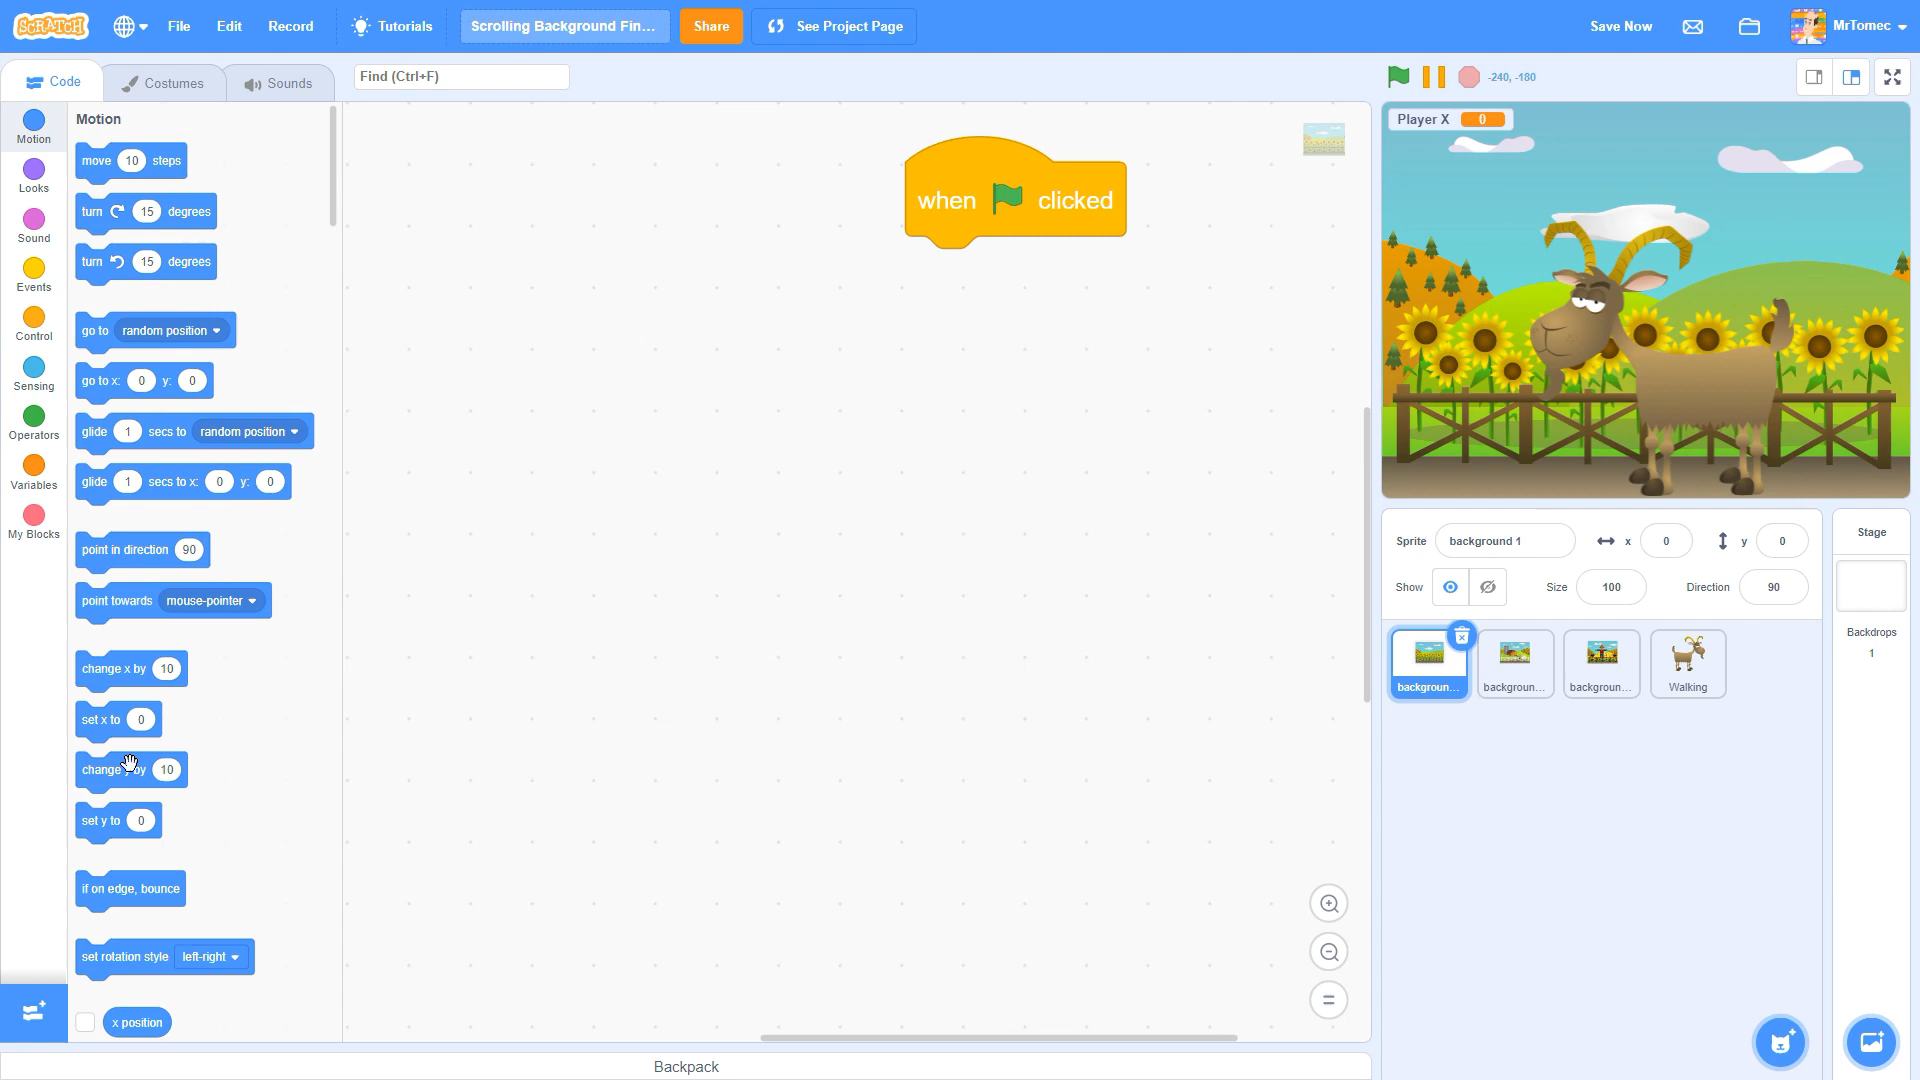 SCRATCH
File
Edit
Record
Tutorials
Scrolling Background Fin...
Share
See Project Page
Save Now
MrTomec
Code
Costumes
Sounds
Find (Ctrl+F)
-240, -180
Motion
Looks
Sound
Events
Control
Sensing
Operators
Variables
My Blocks
Motion
move 10 steps
turn 15 degrees
turn 15 degrees
go to random position
go to x: 0 y: 0
glide 1 secs to random position
glide 1 secs to x: 0 y: 0
point in direction 90
point towards mouse-pointer
change x by 10
set x to 0
change y by 10
set y to 0
if on edge, bounce
set rotation style left-right
x position
when clicked
Player X 0
Sprite background 1 x 0 y 0
Show Size 100 Direction 90
backgroun...
backgroun...
backgroun...
Walking
Stage
Backdrops
1
Backpack